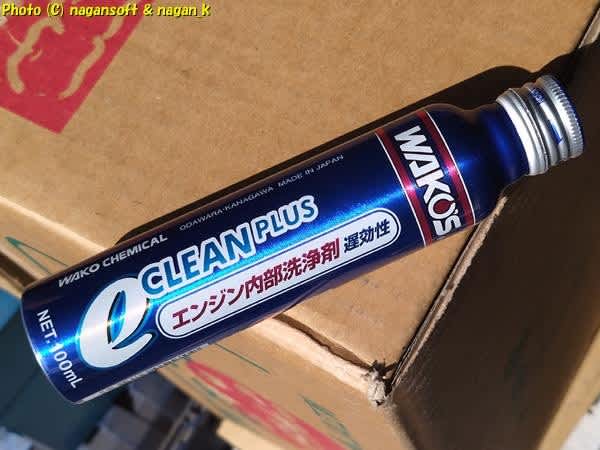 Photo (C) nagansoft & nagan_k
WAKO'S
ODAWARA・KANAGAWA MADE IN JAPAN
WAKO CHEMICAL
e CLEAN PLUS
エンジン内部洗浄剤 遅効性
NET. 100mL